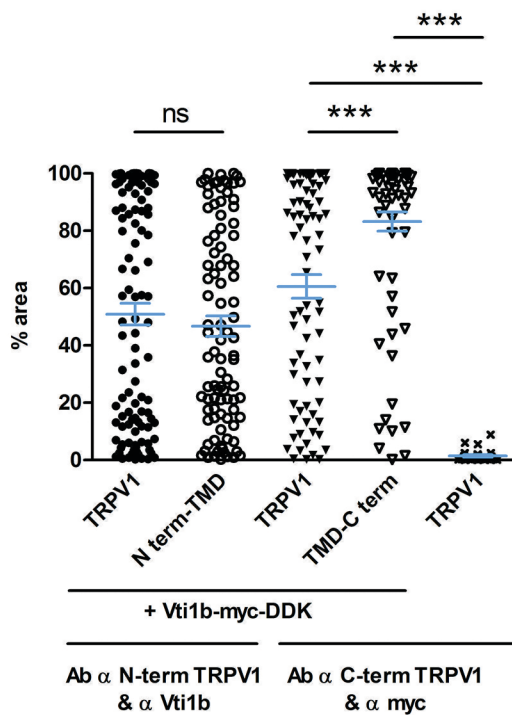 ***
***
ns
***
100
80
60
40
20
0
% area
TRPV1
N term-TMD
TRPV1
TMD-C term
TRPV1
+ Vti1b-myc-DDK
Ab α N-term TRPV1
& α Vti1b
Ab α C-term TRPV1
& α myc